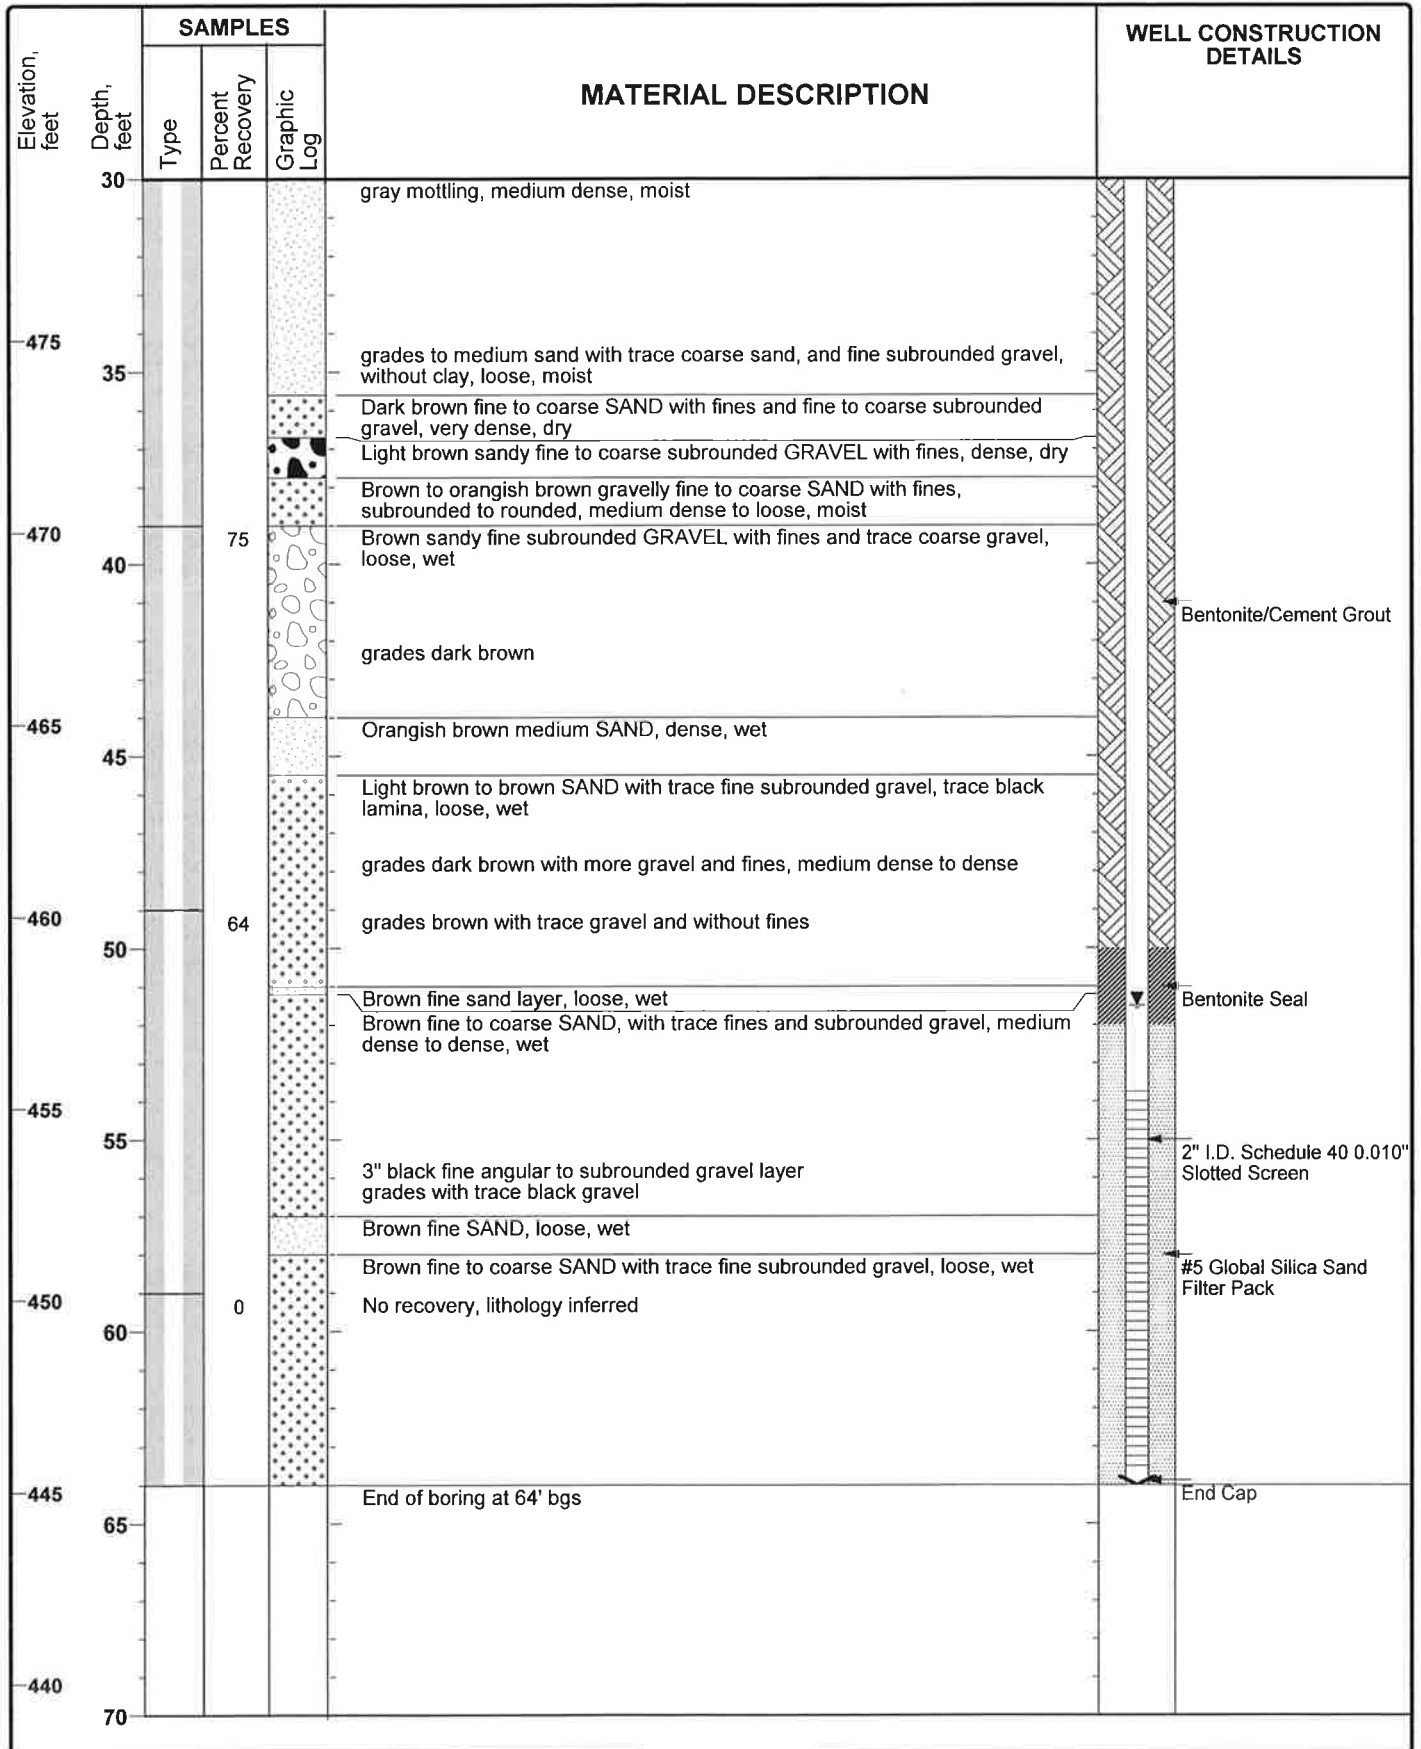 SAMPLES
Elevation,
feet
Depth,
feet
Type
Percent
Recovery
Graphic
Log
MATERIAL DESCRIPTION
WELL CONSTRUCTION
DETAILS
30
gray mottling, medium dense, moist
475
grades to medium sand with trace coarse sand, and fine subrounded gravel,
without clay, loose, moist
35
Dark brown fine to coarse SAND with fines and fine to coarse subrounded
gravel, very dense, dry
Light brown sandy fine to coarse subrounded GRAVEL with fines, dense, dry
Brown to orangish brown gravelly fine to coarse SAND with fines,
subrounded to rounded, medium dense to loose, moist
470
75
Brown sandy fine subrounded GRAVEL with fines and trace coarse gravel,
loose, wet
40
Bentonite/Cement Grout
grades dark brown
465
Orangish brown medium SAND, dense, wet
45
Light brown to brown SAND with trace fine subrounded gravel, trace black
lamina, loose, wet
grades dark brown with more gravel and fines, medium dense to dense
460
64
grades brown with trace gravel and without fines
50
Brown fine sand layer, loose, wet
Bentonite Seal
Brown fine to coarse SAND, with trace fines and subrounded gravel, medium
dense to dense, wet
455
55
2" I.D. Schedule 40 0.010"
Slotted Screen
3" black fine angular to subrounded gravel layer
grades with trace black gravel
Brown fine SAND, loose, wet
Brown fine to coarse SAND with trace fine subrounded gravel, loose, wet
#5 Global Silica Sand
Filter Pack
450
0
No recovery, lithology inferred
60
445
End of boring at 64' bgs
End Cap
65
440
70